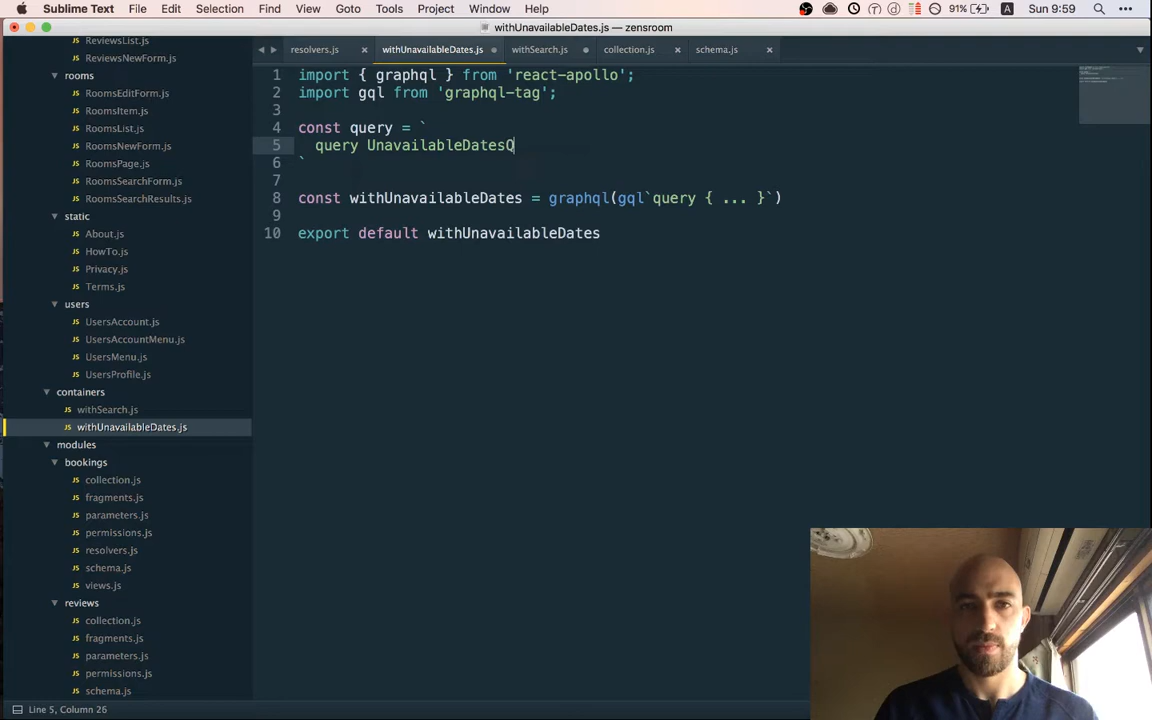 Sublime Text File Edit Selection Find View Goto Tools Project Window Help 91% A Sun 9:59
withUnavailableDates.js — zensroom
ReviewsList.js
ReviewsNewForm.js
rooms
RoomsEditForm.js
RoomsItem.js
RoomsList.js
RoomsNewForm.js
RoomsPage.js
RoomsSearchForm.js
RoomsSearchResults.js
static
About.js
HowTo.js
Privacy.js
Terms.js
users
UsersAccount.js
UsersAccountMenu.js
UsersMenu.js
UsersProfile.js
containers
withSearch.js
withUnavailableDates.js
modules
bookings
collection.js
fragments.js
parameters.js
permissions.js
resolvers.js
schema.js
views.js
reviews
collection.js
fragments.js
parameters.js
permissions.js
schema.js
resolvers.js withUnavailableDates.js withSearch.js collection.js schema.js
1 import { graphql } from 'react-apollo';
2 import gql from 'graphql-tag';
3
4 const query = `
5 query UnavailableDatesQ
6 `
7
8 const withUnavailableDates = graphql(gql`query { ... }`)
9
10 export default withUnavailableDates
Line 5, Column 26